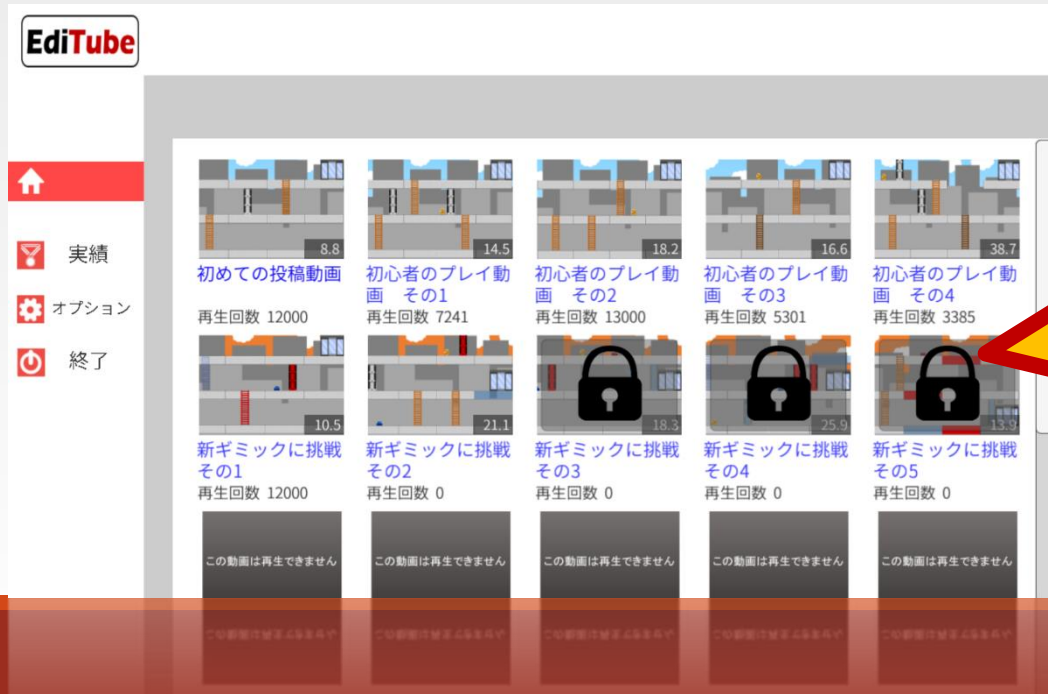 EdiTube
実績
オプション
終了
8.8
14.5
18.2
16.6
38.7
初めての投稿動画
初心者のプレイ動
画 その1
初心者のプレイ動
画 その2
初心者のプレイ動
画 その3
初心者のプレイ動
画 その4
再生回数 12000
再生回数 7241
再生回数 13000
再生回数 5301
再生回数 3385
10.5
21.1
18.3
25.9
13.9
新ギミックに挑戦
その1
新ギミックに挑戦
その2
新ギミックに挑戦
その3
新ギミックに挑戦
その4
新ギミックに挑戦
その5
再生回数 12000
再生回数 0
再生回数 0
再生回数 0
再生回数 0
この動画は再生できません
この動画は再生できません
この動画は再生できません
この動画は再生できません
この動画は再生できません